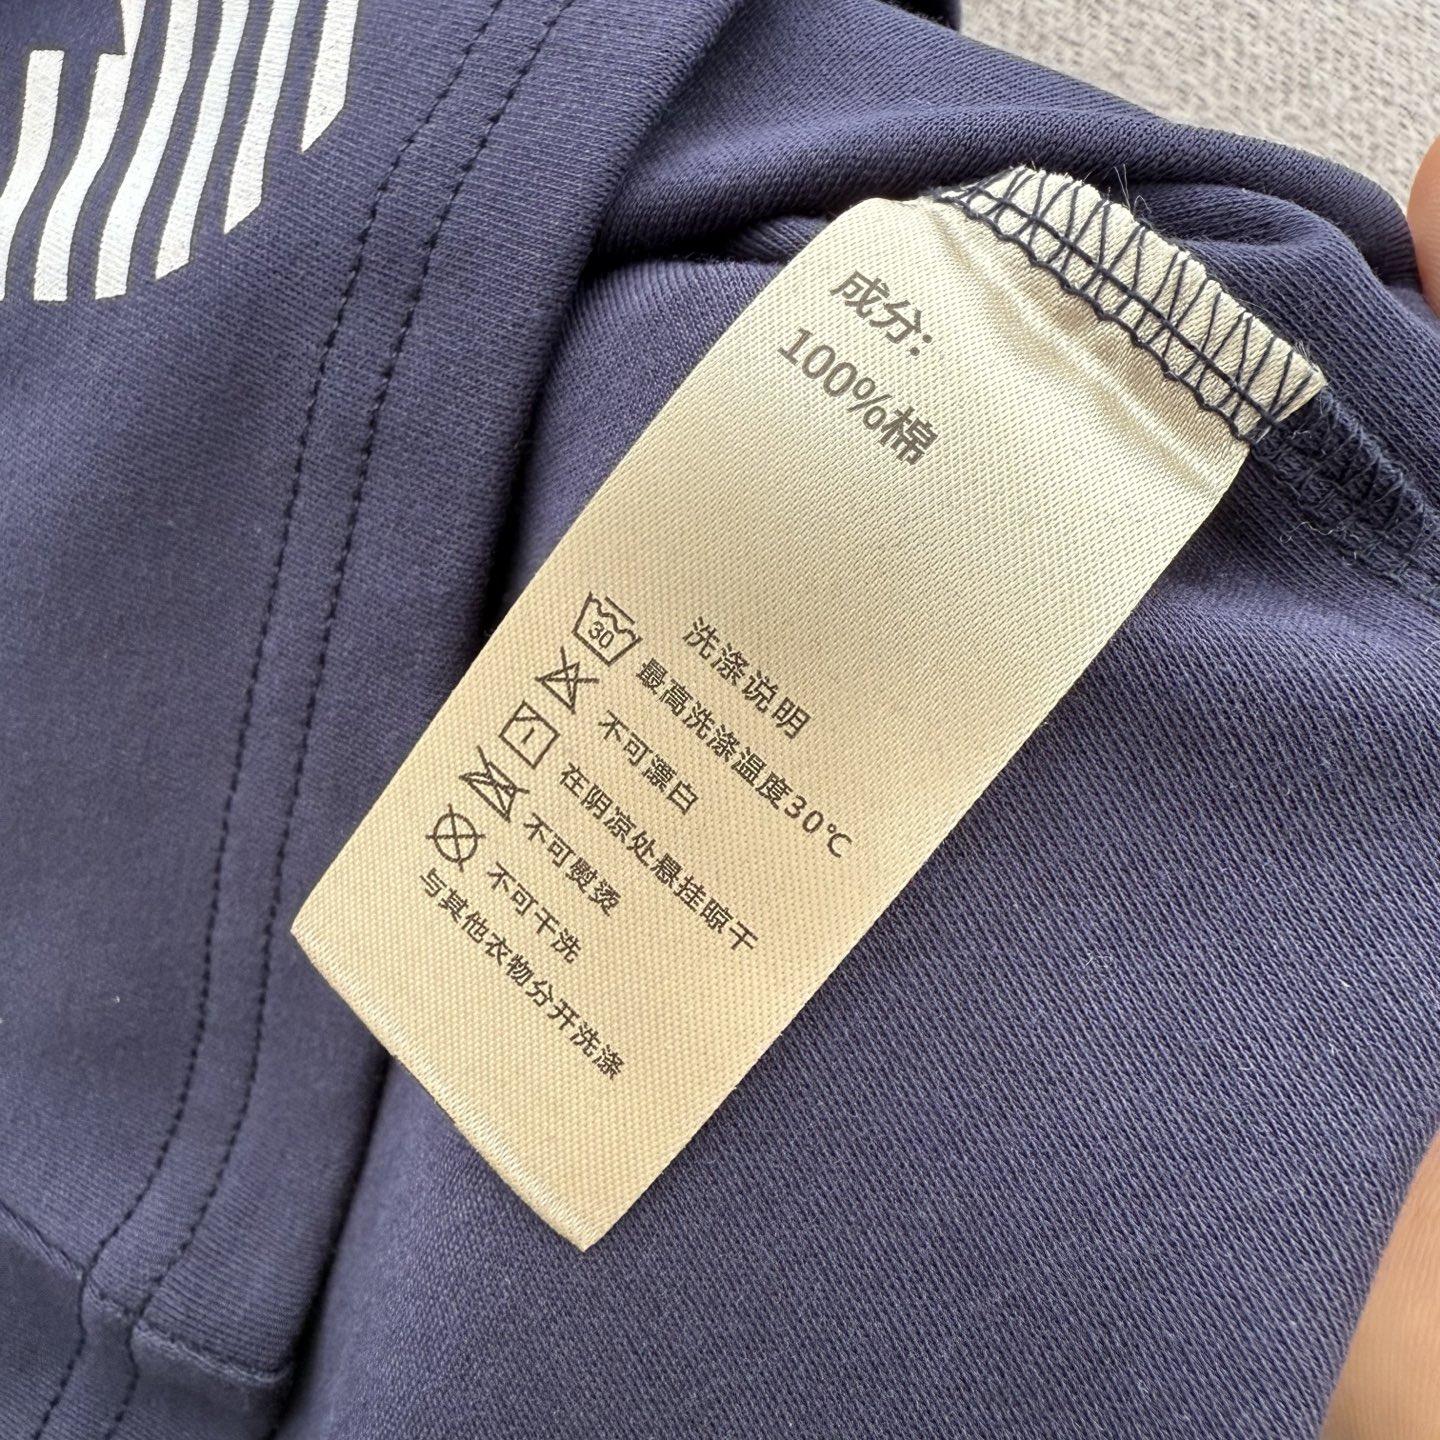 成分：
100%棉
洗涤说明
30 最高洗涤温度30℃
不可漂白
在阴凉处悬挂晾干
不可熨烫
不可干洗
与其他衣物分开洗涤